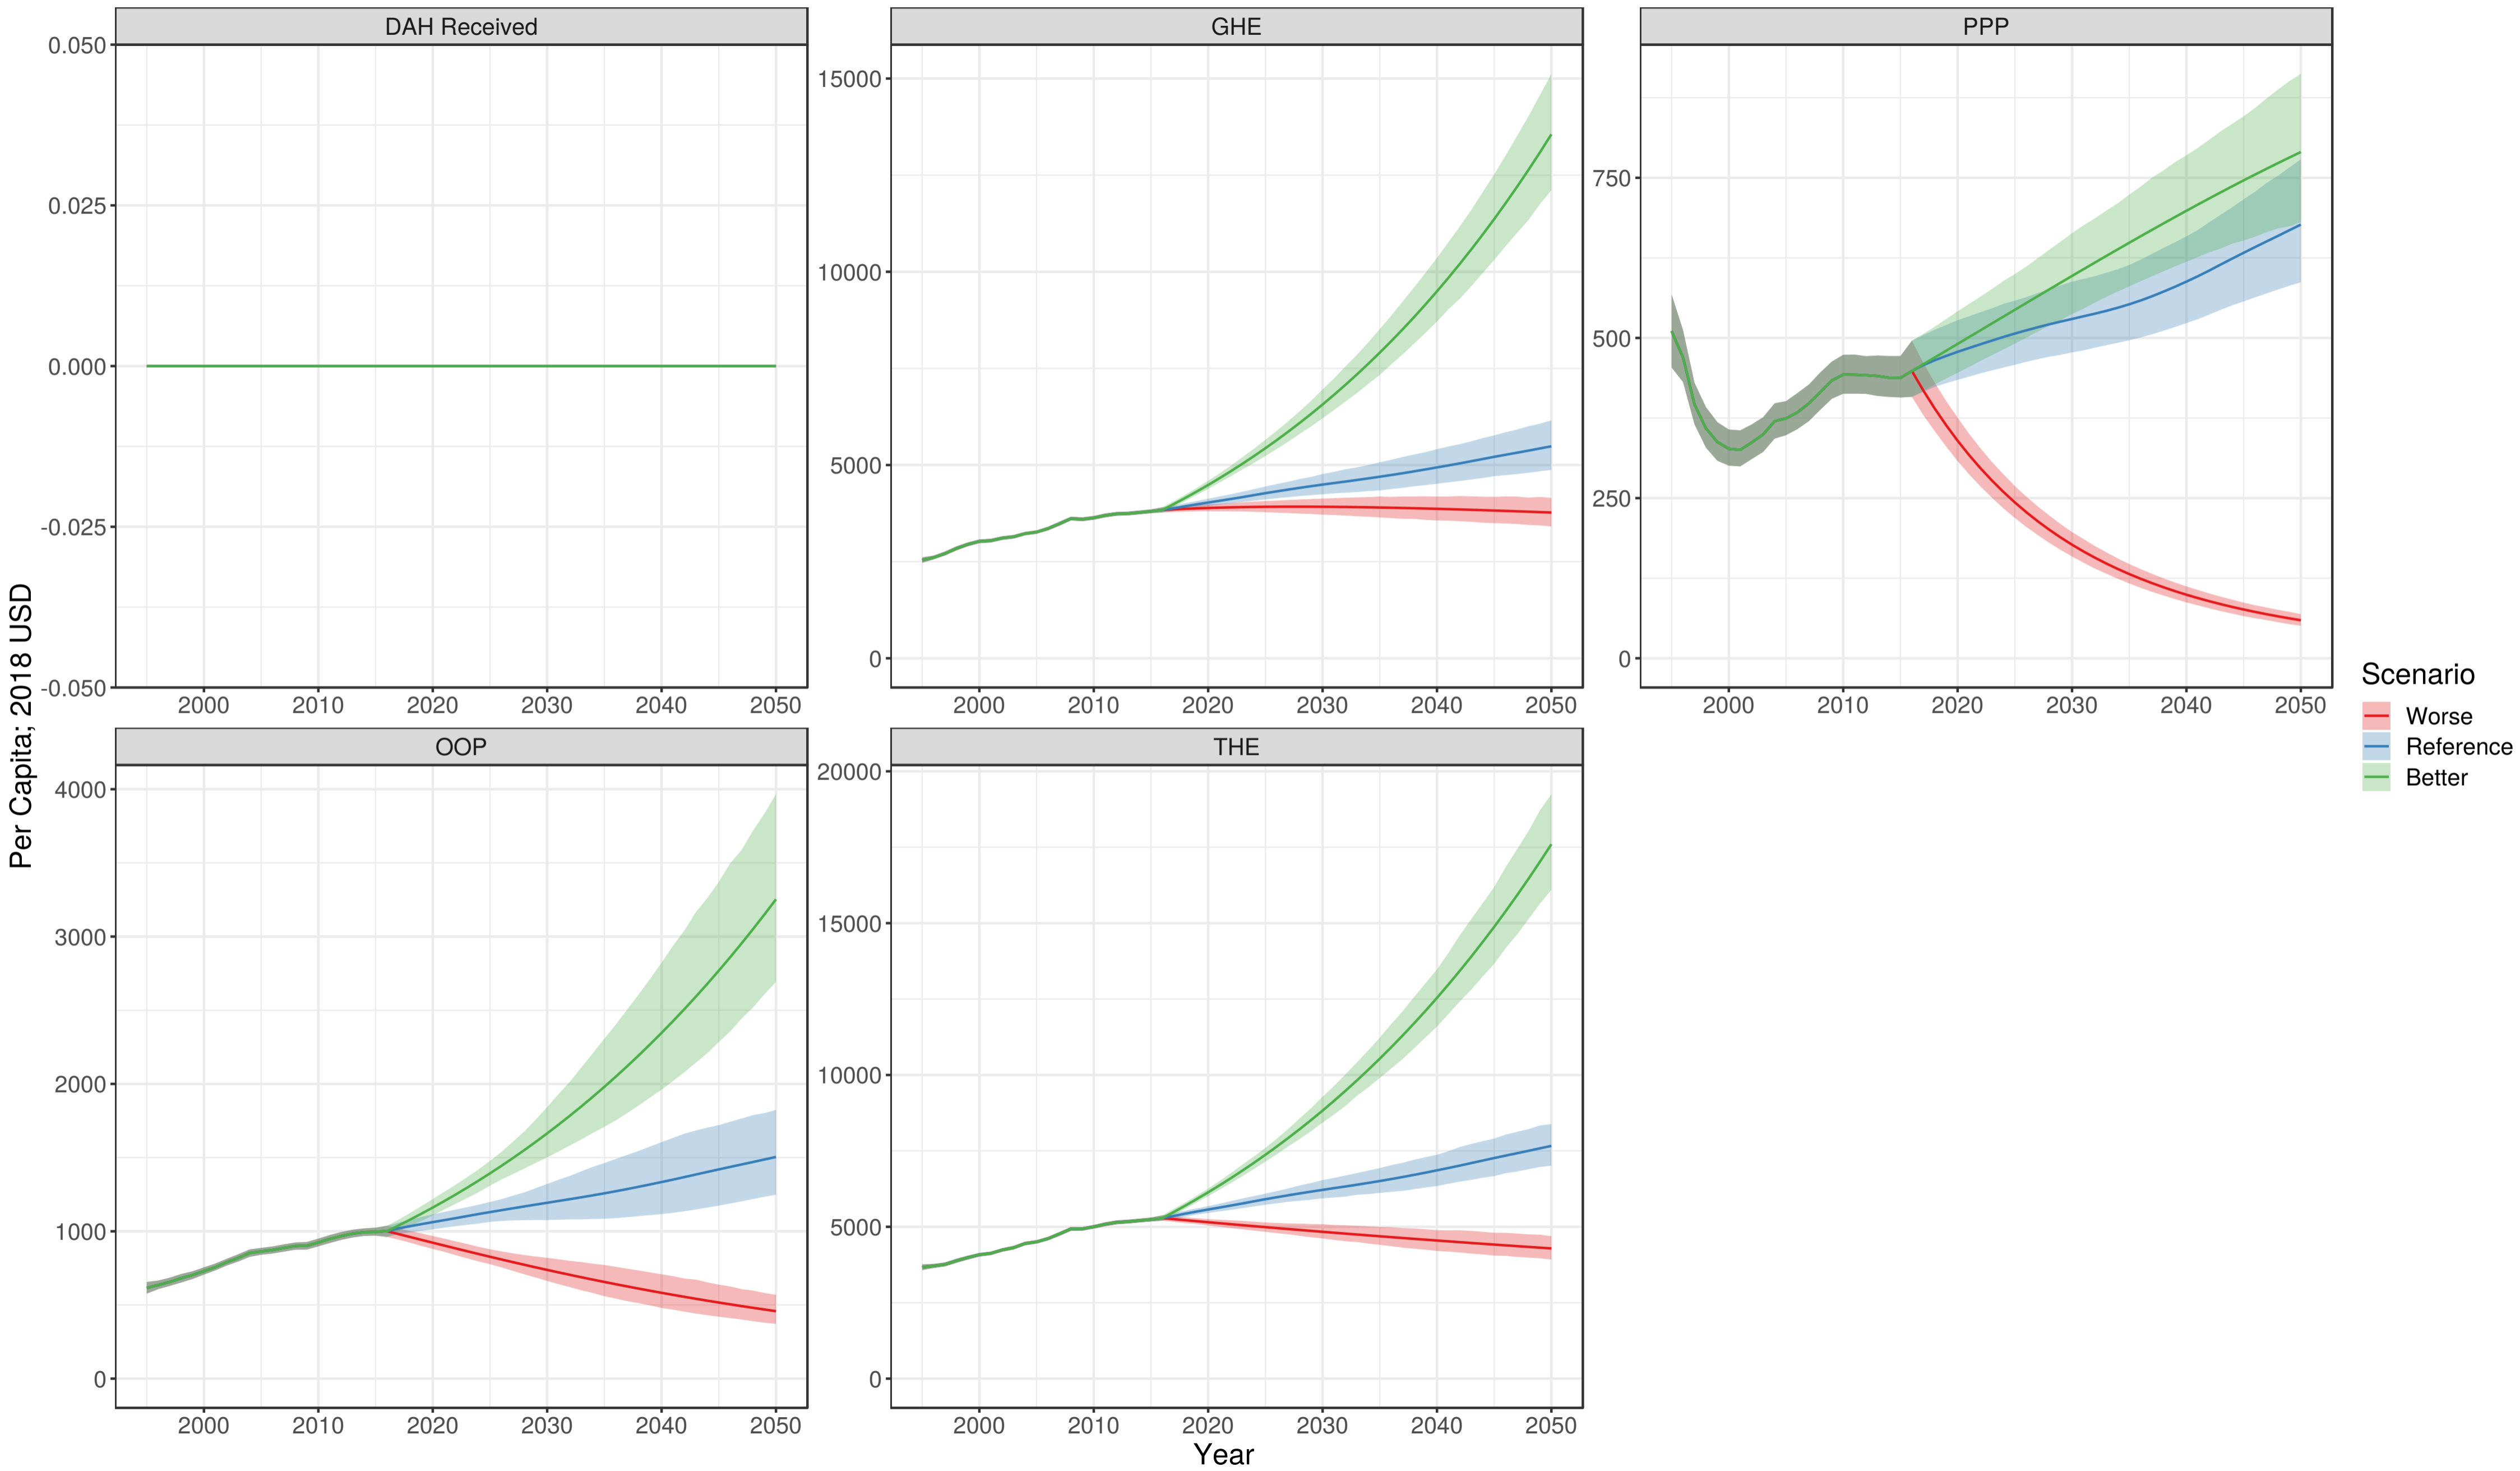 DAH Received
GHE
PPP
0.050
0.025
0.000
-0.025
-0.050
15000
10000
5000
0
750
500
250
0
2000 2010 2020 2030 2040 2050
2000 2010 2020 2030 2040 2050
2000 2010 2020 2030 2040 2050
OOP
THE
4000
3000
2000
1000
0
20000
15000
10000
5000
0
2000 2010 2020 2030 2040 2050
2000 2010 2020 2030 2040 2050
Per Capita; 2018 USD
Year
Scenario
Worse
Reference
Better